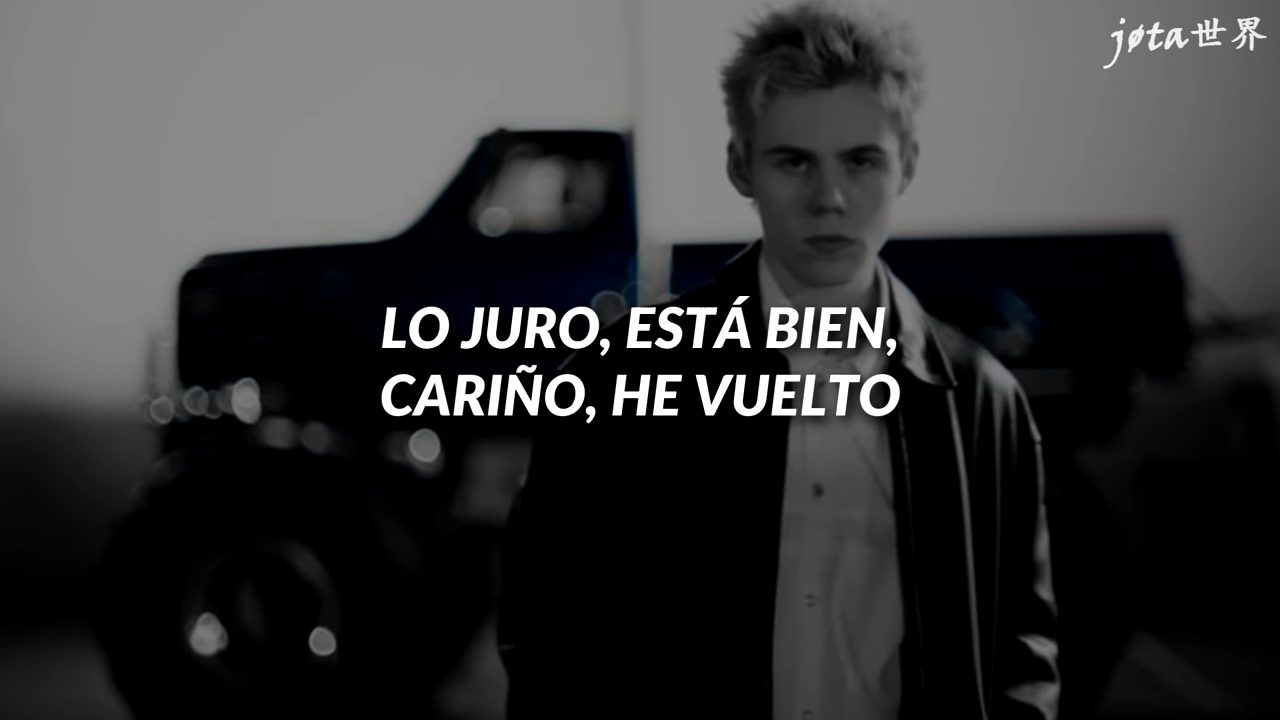 jøta世界
LO JURO, ESTÁ BIEN,
CARIÑO, HE VUELTO